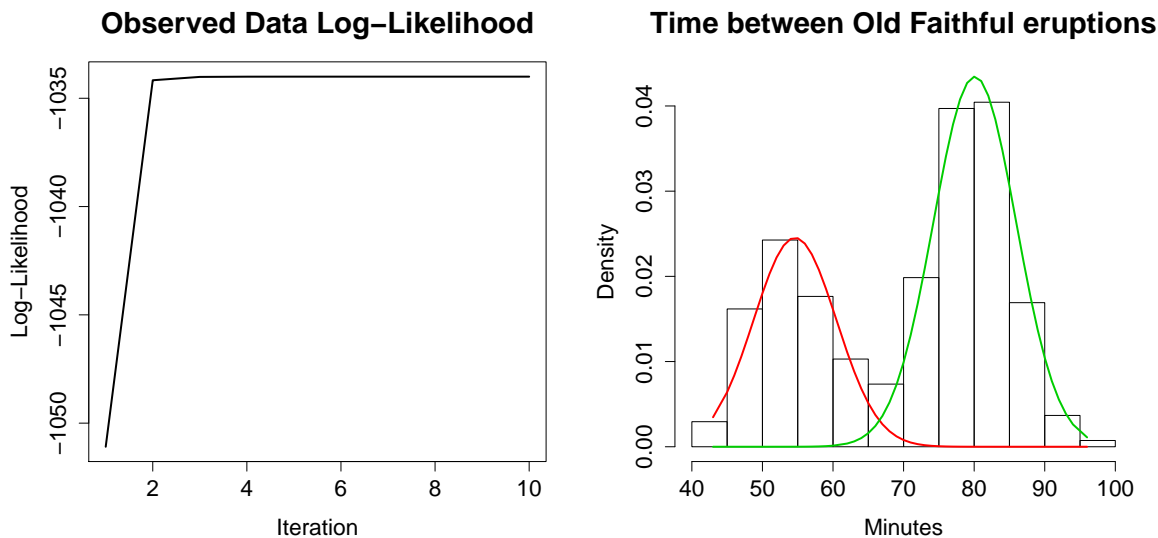 Observed Data Log−Likelihood
Log−Likelihood
−1035
−1040
−1045
−1050
2 4 6 8 10
Iteration
Time between Old Faithful eruptions
Density
0.04
0.03
0.02
0.01
0.00
40 50 60 70 80 90 100
Minutes